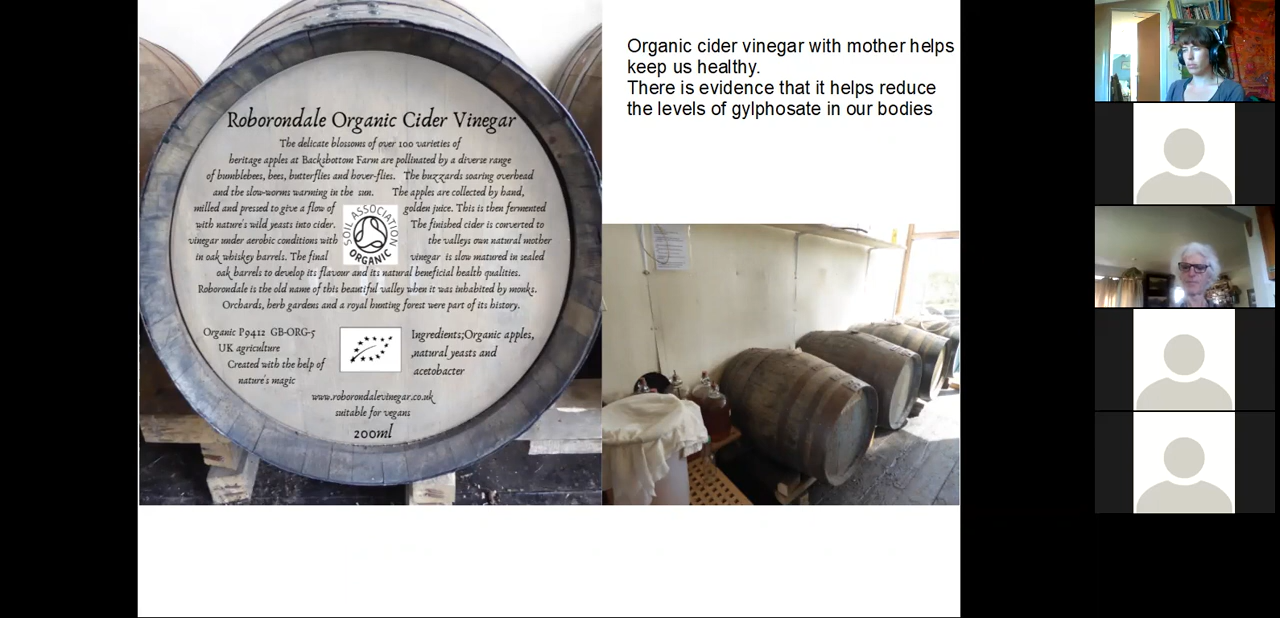 Roborondale Organic Cider Vinegar
The delicate blossoms of over 100 varieties of
heritage apples at Backsbottom Farm are pollinated by a diverse range
of bumblebees, bees, butterflies and hover-flies. The buzzards soaring overhead
and the slow-worms warming in the sun. The apples are collected by hand,
milled and pressed to give a flow of golden juice. This is then fermented
with nature's wild yeasts into cider. The finished cider is converted to
vinegar under aerobic conditions with the valleys own natural mother
in oak whiskey barrels. The final vinegar is slow matured in sealed
oak barrels to develop its flavour and its natural beneficial health qualities.
Roborondale is the old name of this beautiful valley when it was inhabited by monks.
Orchards, herb gardens and a royal hunting forest were part of its history.
SOIL ASSOCIATION
ORGANIC
Organic P9412 GB-ORG-5
UK agriculture
Created with the help of
nature's magic
Ingredients;Organic apples,
,natural yeasts and
acetobacter
www.roborondalevinegar.co.uk
suitable for vegans
200ml
Organic cider vinegar with mother helps
keep us healthy.
There is evidence that it helps reduce
the levels of gylphosate in our bodies